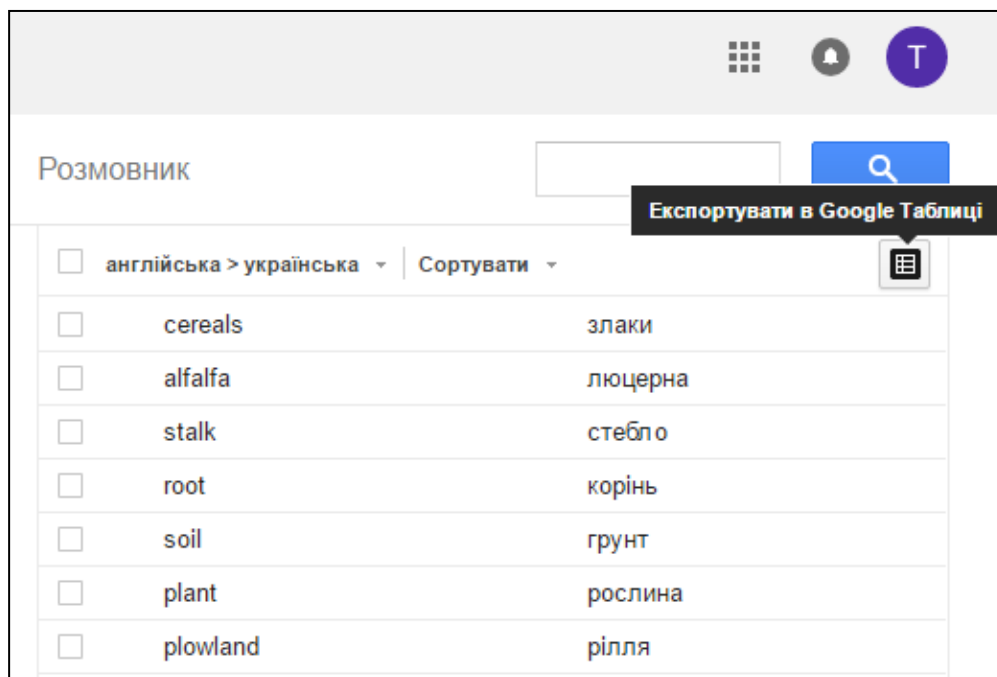 T
Розмовник
Експортувати в Google Таблиці
англійська > українська Сортувати
cereals злаки
alfalfa люцерна
stalk стебло
root корінь
soil грунт
plant рослина
plowland рілля